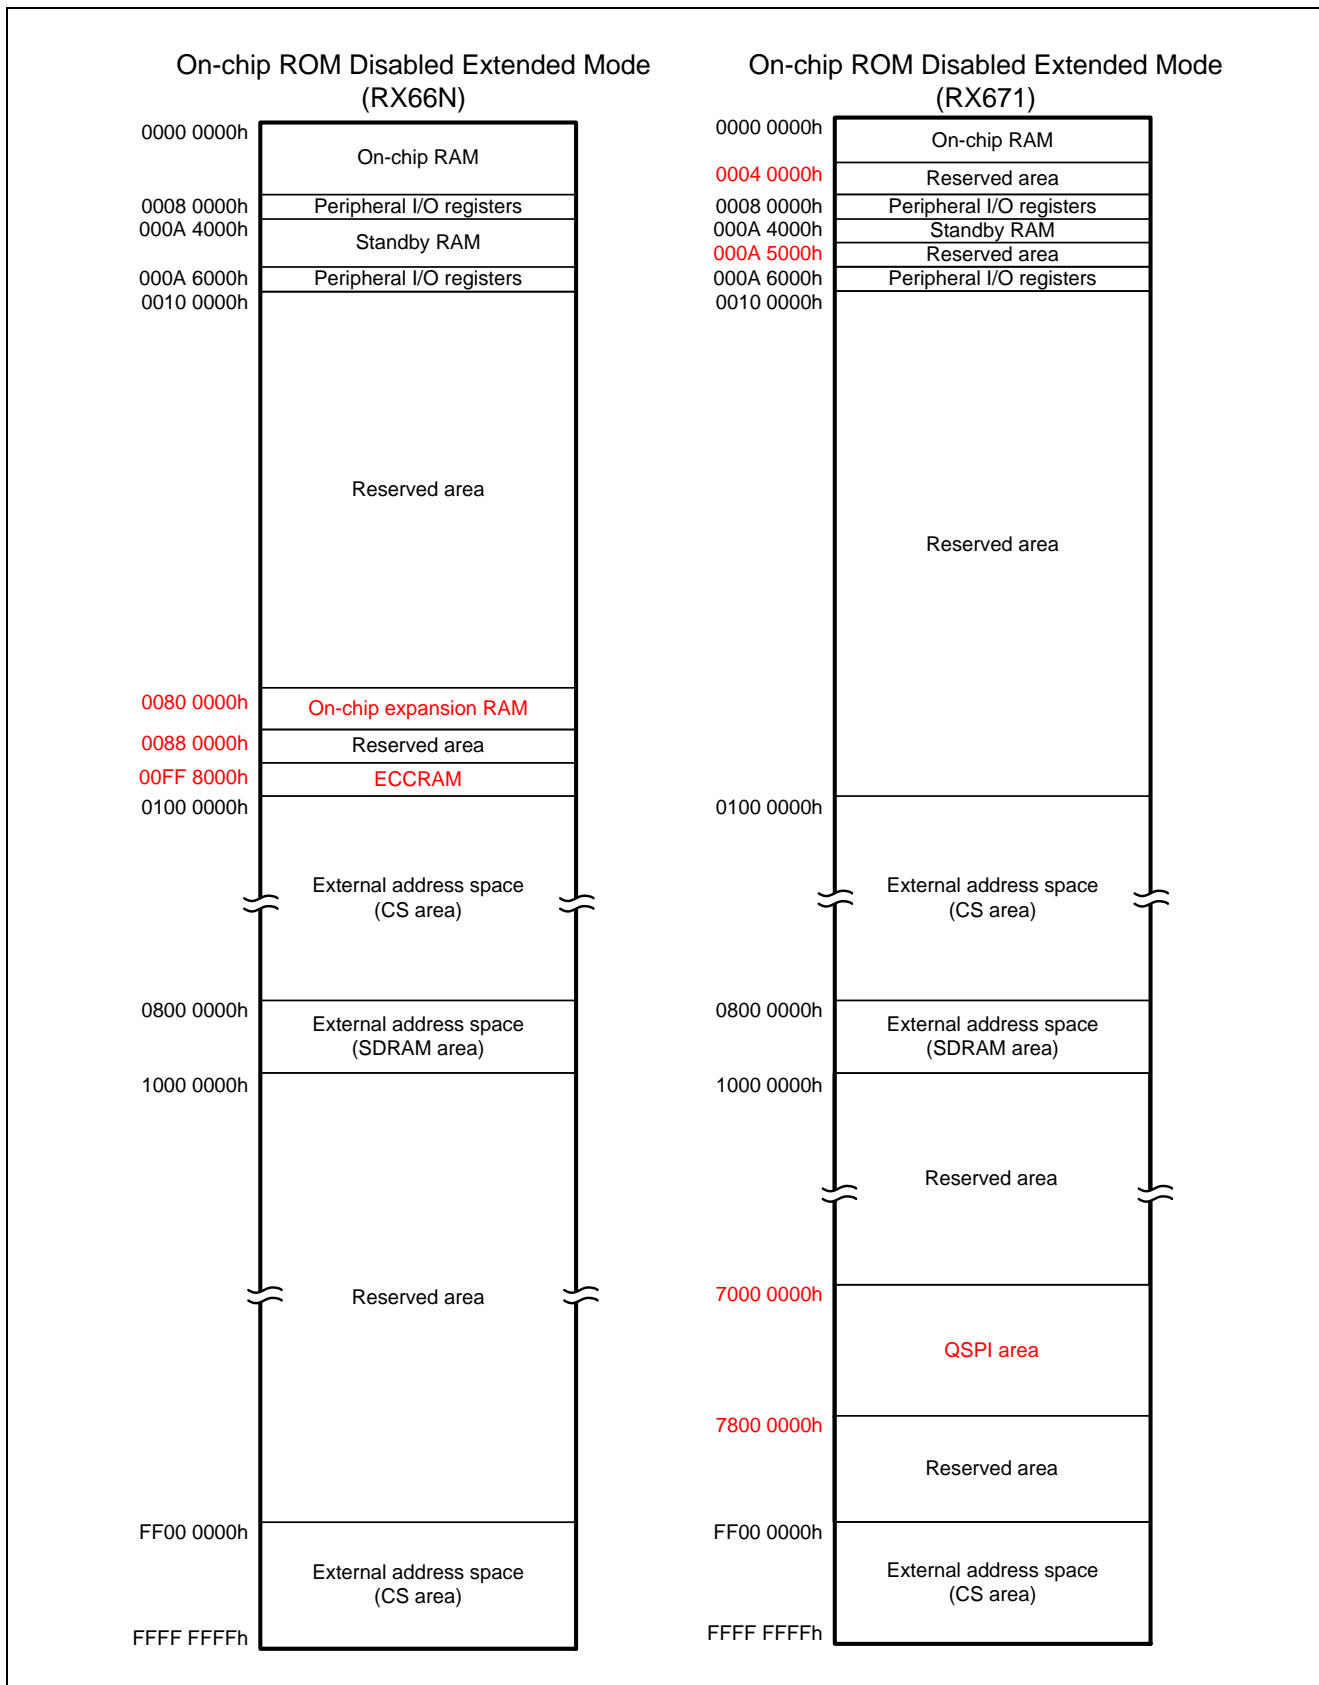 On-chip ROM Disabled Extended Mode
(RX66N)
0000 0000h
On-chip RAM
0008 0000h
Peripheral I/O registers
000A 4000h
Standby RAM
000A 6000h
Peripheral I/O registers
0010 0000h
Reserved area
0080 0000h
On-chip expansion RAM
0088 0000h
Reserved area
00FF 8000h
ECCRAM
0100 0000h
External address space
(CS area)
0800 0000h
External address space
(SDRAM area)
1000 0000h
Reserved area
FF00 0000h
External address space
(CS area)
FFFF FFFFh
On-chip ROM Disabled Extended Mode
(RX671)
0000 0000h
On-chip RAM
0004 0000h
Reserved area
0008 0000h
Peripheral I/O registers
000A 4000h
Standby RAM
000A 5000h
Reserved area
000A 6000h
Peripheral I/O registers
0010 0000h
Reserved area
0100 0000h
External address space
(CS area)
0800 0000h
External address space
(SDRAM area)
1000 0000h
Reserved area
7000 0000h
QSPI area
7800 0000h
Reserved area
FF00 0000h
External address space
(CS area)
FFFF FFFFh